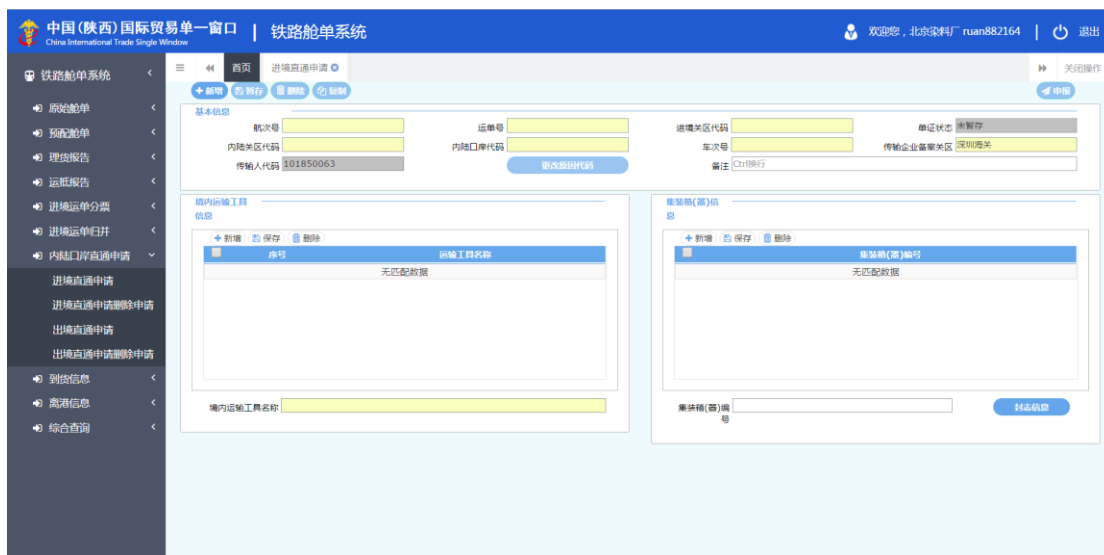 中国(陕西)国际贸易单一窗口 | 铁路舱单系统
China International Trade Single Window
欢迎您，北京染料厂 ruan882164 | 退出
铁路舱单系统
首页 进境直通申请 关闭操作
新增 暂存 删除 复制 申报
原始舱单
预配舱单
理货报告
运抵报告
进境运单分票
进境运单归并
内陆口岸直通申请
进境直通申请
进境直通申请删除申请
出境直通申请
出境直通申请删除申请
到货信息
离港信息
综合查询
基本信息
航次号 运单号 进境关区代码 单证状态 未暂存
内陆关区代码 内陆口岸代码 车次号 传输企业备案关区 深圳海关
传输人代码 101850063 更改原因代码 备注 Ctrl换行
境内运输工具
信息
新增 保存 删除
序号 运输工具名称
无匹配数据
境内运输工具名称
集装箱(器)信
息
新增 保存 删除
集装箱(器)编号
无匹配数据
集装箱(器)编
号
封志信息